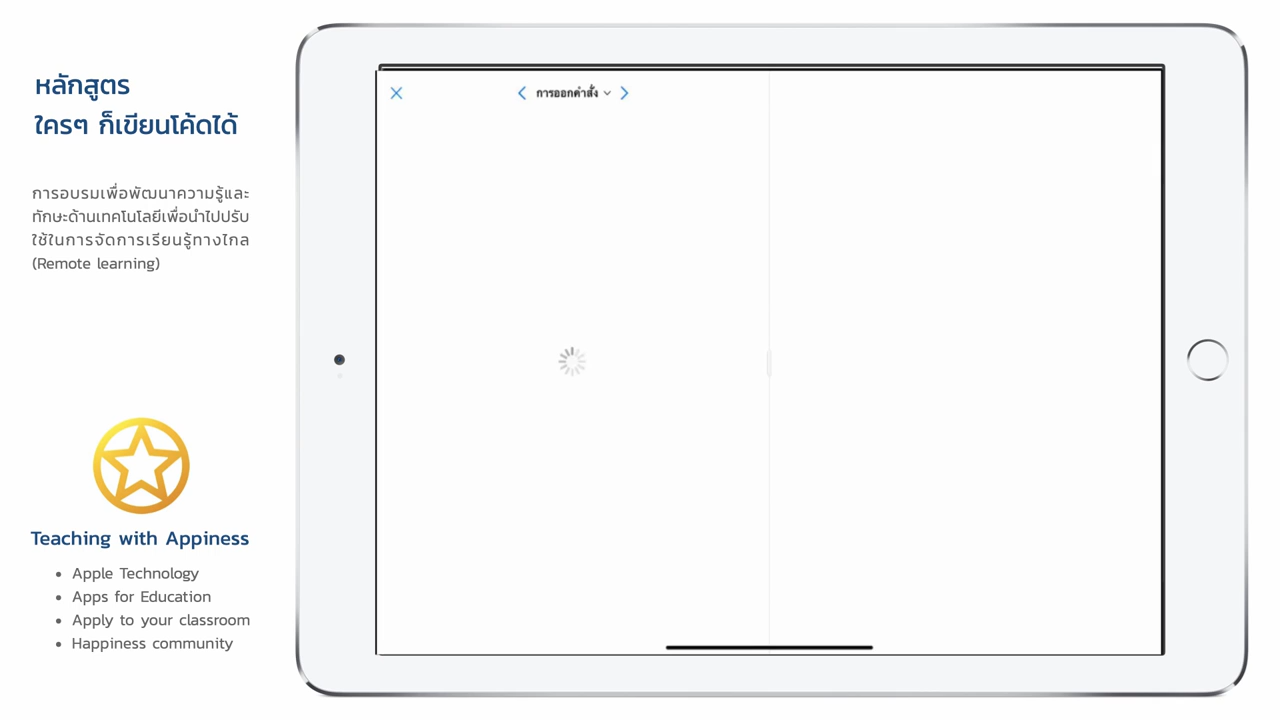 หลักสูตร
ใครๆ ก็เขียนโค้ดได้
การอบรมเพื่อพัฒนาความรู้และ
ทักษะด้านเทคโนโลยีเพื่อนำไปปรับ
ใช้ในการจัดการเรียนรู้ทางไกล
(Remote learning)
Teaching with Appiness
• Apple Technology
• Apps for Education
• Apply to your classroom
• Happiness community
การออกคำสั่ง